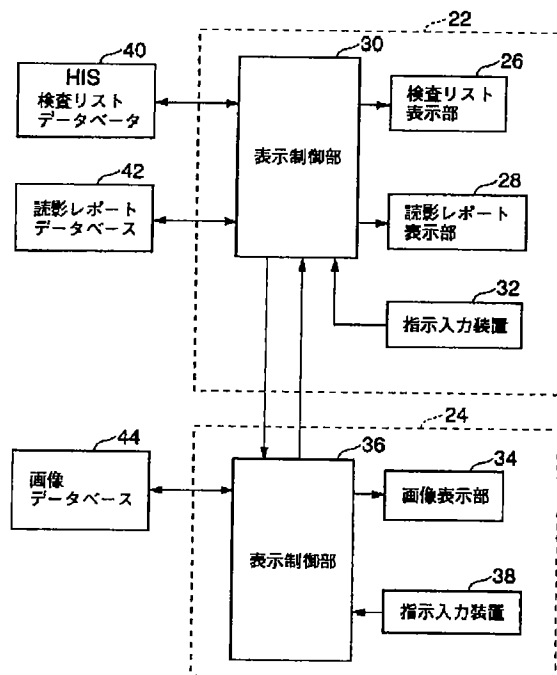 22
40
HIS
検査リスト
データベータ
30
表示制御部
26
検査リスト
表示部
42
読影レポート
データベース
28
読影レポート
表示部
32
指示入力装置
24
44
画像
データベース
36
表示制御部
34
画像表示部
38
指示入力装置